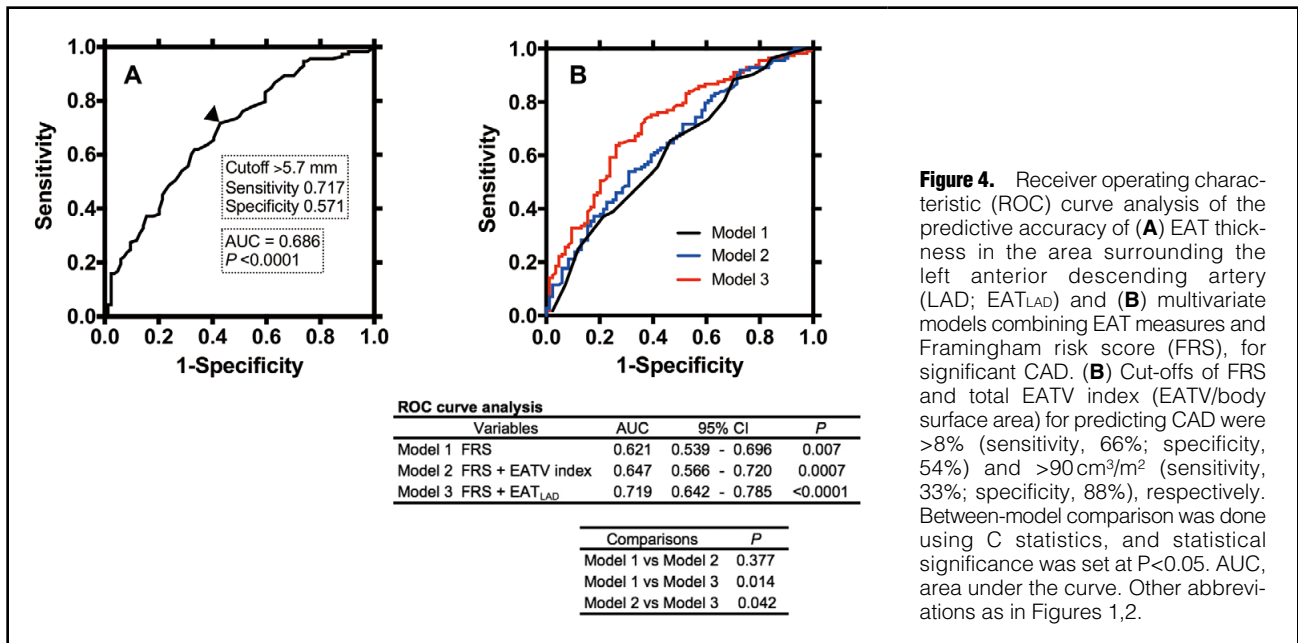 A
1.0
0.8
0.6
0.4
0.2
0.0
Sensitivity
Cutoff >5.7 mm
Sensitivity 0.717
Specificity 0.571
AUC = 0.686
P <0.0001
0.0 0.2 0.4 0.6 0.8 1.0
1-Specificity
B
1.0
0.8
0.6
0.4
0.2
0.0
Sensitivity
Model 1
Model 2
Model 3
0.0 0.2 0.4 0.6 0.8 1.0
1-Specificity
ROC curve analysis
Variables AUC 95% CI P
Model 1 FRS 0.621 0.539 - 0.696 0.007
Model 2 FRS + EATV index 0.647 0.566 - 0.720 0.0007
Model 3 FRS + EATLAD 0.719 0.642 - 0.785 <0.0001
Comparisons P
Model 1 vs Model 2 0.377
Model 1 vs Model 3 0.014
Model 2 vs Model 3 0.042
Figure 4. Receiver operating charac-
teristic (ROC) curve analysis of the
predictive accuracy of (A) EAT thick-
ness in the area surrounding the
left anterior descending artery
(LAD; EATLAD) and (B) multivariate
models combining EAT measures and
Framingham risk score (FRS), for
significant CAD. (B) Cut-offs of FRS
and total EATV index (EATV/body
surface area) for predicting CAD were
>8% (sensitivity, 66%; specificity,
54%) and >90 cm³/m² (sensitivity,
33%; specificity, 88%), respectively.
Between-model comparison was done
using C statistics, and statistical
significance was set at P<0.05. AUC,
area under the curve. Other abbrevi-
ations as in Figures 1,2.